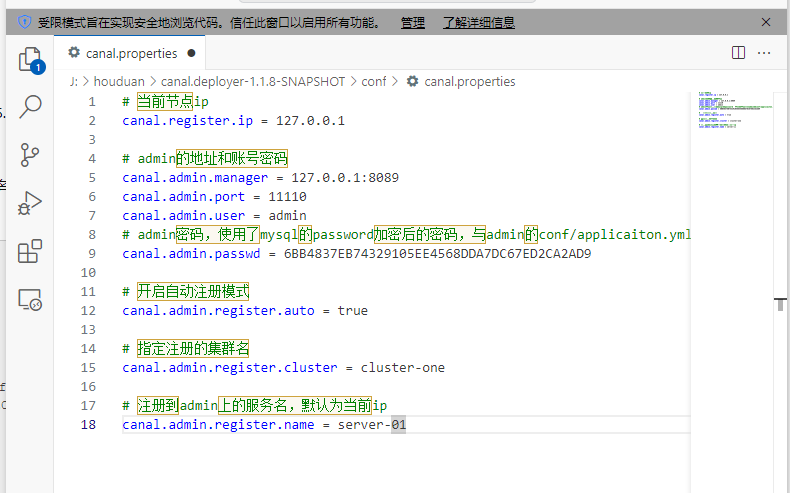 受限模式旨在实现安全地浏览代码。信任此窗口以启用所有功能。 管理 了解详细信息
canal.properties
J: > houduan > canal.deployer-1.1.8-SNAPSHOT > conf > canal.properties
1 # 当前节点ip
2 canal.register.ip = 127.0.0.1
3
4 # admin的地址和账号密码
5 canal.admin.manager = 127.0.0.1:8089
6 canal.admin.port = 11110
7 canal.admin.user = admin
8 # admin密码，使用了mysql的password加密后的密码，与admin的conf/applicaiton.yml
9 canal.admin.passwd = 6BB4837EB74329105EE4568DDA7DC67ED2CA2AD9
10
11 # 开启自动注册模式
12 canal.admin.register.auto = true
13
14 # 指定注册的集群名
15 canal.admin.register.cluster = cluster-one
16
17 # 注册到admin上的服务名，默认为当前ip
18 canal.admin.register.name = server-01
1